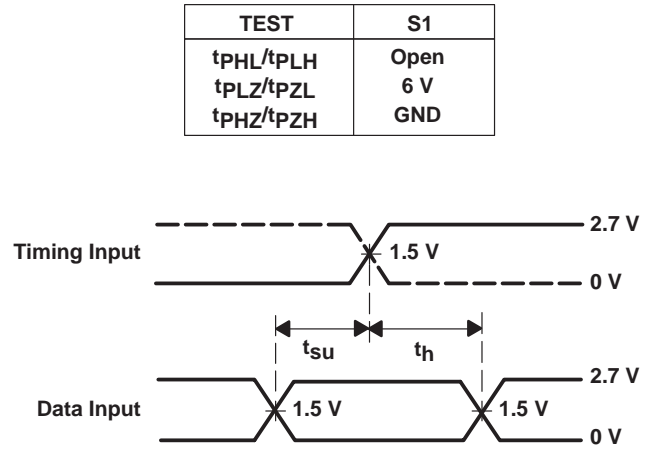 TEST S1
tPHL/tPLH Open
tPLZ/tPZL 6 V
tPHZ/tPZH GND
2.7 V
Timing Input 1.5 V
0 V
tsu th
2.7 V
Data Input 1.5 V 1.5 V
0 V